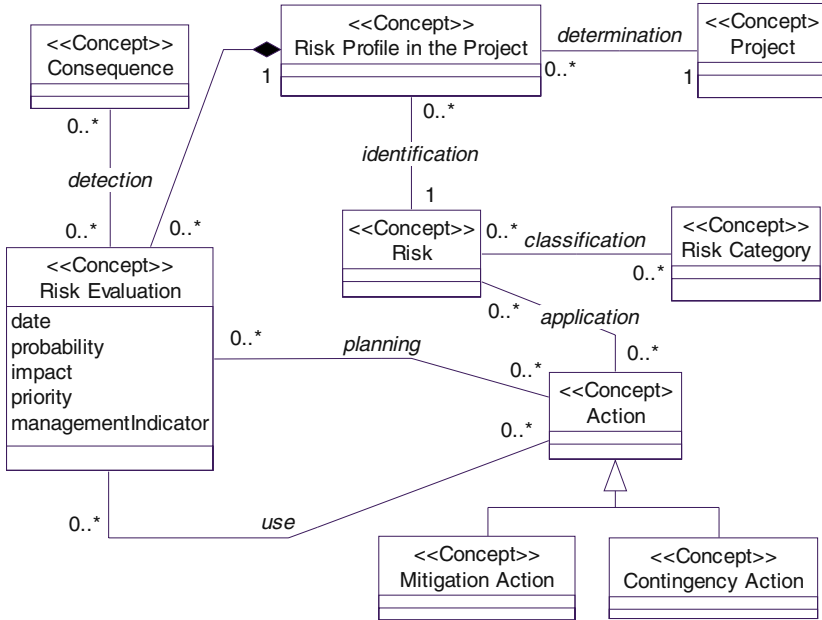 <<Concept>>
Consequence
<<Concept>>
Risk Profile in the Project
determination
<<Concept>
Project
1
0..*
1
0..*
0..*
identification
detection
1
0..*
0..*
<<Concept>>
Risk
0..*
classification
0..*
<<Concept>>
Risk Category
<<Concept>>
Risk Evaluation
date
probability
impact
priority
managementIndicator
0..*
application
0..*
0..*
planning
0..*
<<Concept>
Action
0..*
0..*
use
<<Concept>>
Mitigation Action
<<Concept>>
Contingency Action